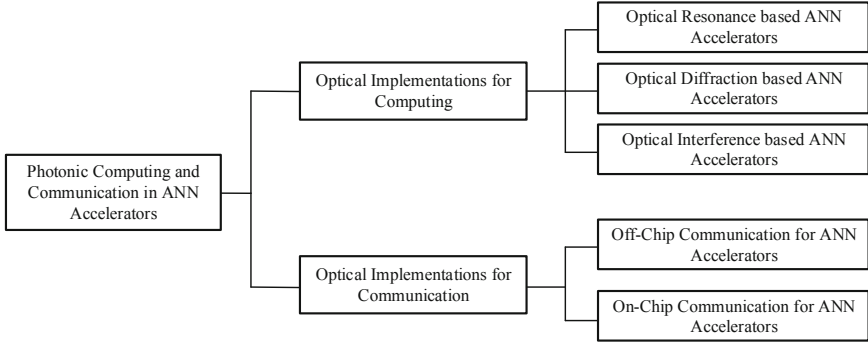 Photonic Computing and
Communication in ANN
Accelerators
Optical Implementations for
Computing
Optical Implementations for
Communication
Optical Resonance based ANN
Accelerators
Optical Diffraction based ANN
Accelerators
Optical Interference based ANN
Accelerators
Off-Chip Communication for ANN
Accelerators
On-Chip Communication for ANN
Accelerators